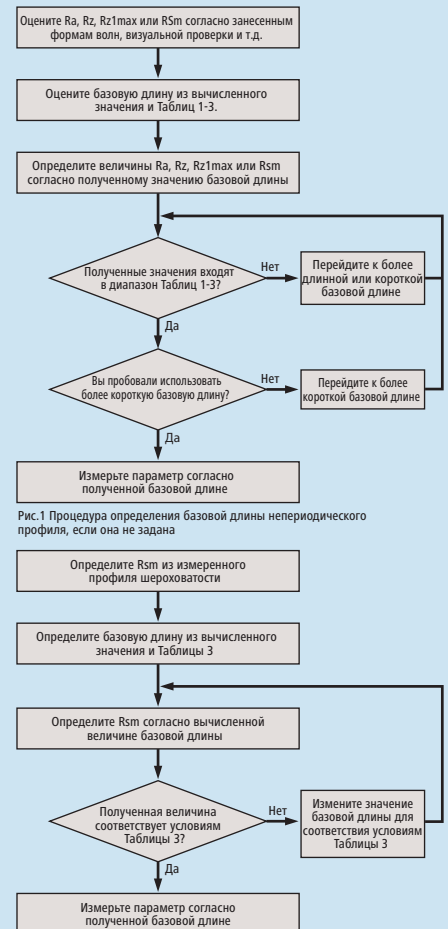 Оцените Ra, Rz, Rz1max или RSm согласно занесенным
формам волн, визуальной проверки и т.д.
Оцените базовую длину из вычисленного
значения и Таблиц 1-3.
Определите величины Ra, Rz, Rz1max или Rsm
согласно полученному значению базовой длины
Полученные значения входят
в диапазон Таблиц 1-3?
Нет
Перейдите к более
длинной или короткой
базовой длине
Да
Вы пробовали использовать
более короткую базовую длину?
Нет
Перейдите к более
короткой базовой длине
Да
Измерьте параметр согласно
полученной базовой длине
Рис.1 Процедура определения базовой длины непериодического
профиля, если она не задана
Определите Rsm из измеренного
профиля шероховатости
Определите базовую длину из вычисленного
значения и Таблицы 3
Определите Rsm согласно вычисленной
величине базовой длины
Полученная величина
соответствует условиям
Таблицы 3?
Нет
Измените значение
базовой длины для
соответствия условиям
Таблицы 3
Да
Измерьте параметр согласно
полученной базовой длине